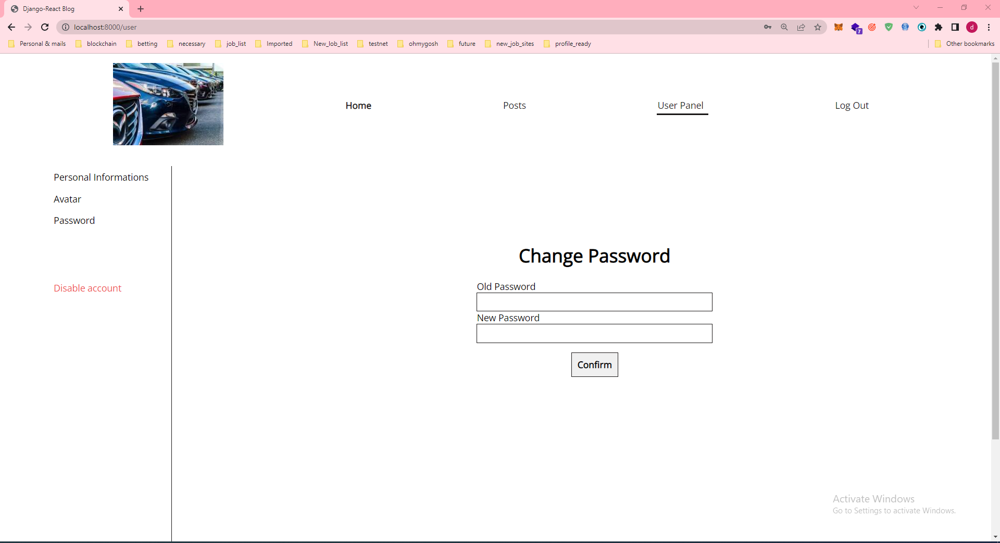 Django-React Blog
localhost:8000/user
7
d
Personal & mails
blockchain
betting
necessary
job_list
Imported
New_lob_list
testnet
ohmygosh
future
new_job_sites
profile_ready
Other bookmarks
Home
Posts
User Panel
Log Out
Personal Informations
Avatar
Password
Disable account
Change Password
Old Password
New Password
Confirm
Activate Windows
Go to Settings to activate Windows.